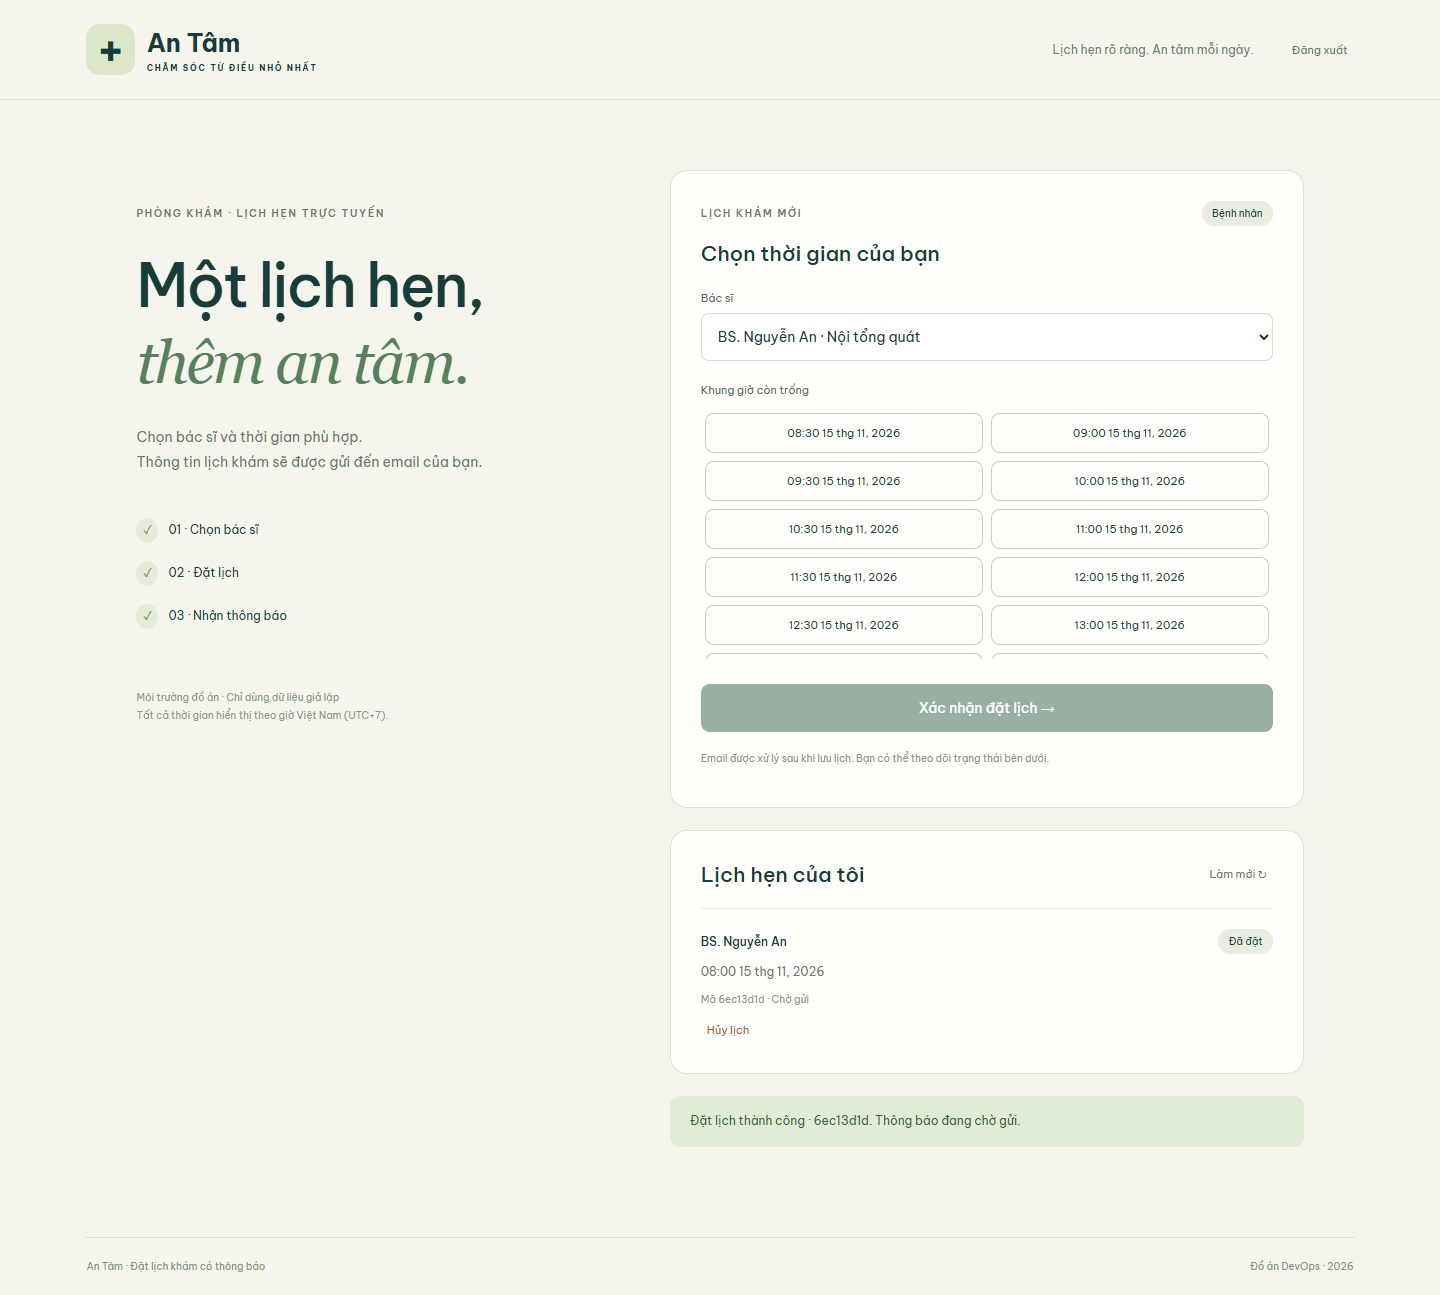 An Tâm
CHĂM SÓC TỪ ĐIỀU NHỎ NHẤT
Lịch hẹn rõ ràng. An tâm mỗi ngày.
Đăng xuất
PHÒNG KHÁM · LỊCH HẸN TRỰC TUYẾN
Một lịch hẹn,
thêm an tâm.
Chọn bác sĩ và thời gian phù hợp.
Thông tin lịch khám sẽ được gửi đến email của bạn.
✓ 01 · Chọn bác sĩ
✓ 02 · Đặt lịch
✓ 03 · Nhận thông báo
Môi trường đồ án · Chỉ dùng dữ liệu giả lập
Tất cả thời gian hiển thị theo giờ Việt Nam (UTC+7).
LỊCH KHÁM MỚI
Bệnh nhân
Chọn thời gian của bạn
Bác sĩ
BS. Nguyễn An · Nội tổng quát
Khung giờ còn trống
08:30 15 thg 11, 2026
09:00 15 thg 11, 2026
09:30 15 thg 11, 2026
10:00 15 thg 11, 2026
10:30 15 thg 11, 2026
11:00 15 thg 11, 2026
11:30 15 thg 11, 2026
12:00 15 thg 11, 2026
12:30 15 thg 11, 2026
13:00 15 thg 11, 2026
Xác nhận đặt lịch →
Email được xử lý sau khi lưu lịch. Bạn có thể theo dõi trạng thái bên dưới.
Lịch hẹn của tôi
Làm mới ↻
BS. Nguyễn An
Đã đặt
08:00 15 thg 11, 2026
Mã 6ec13d1d · Chờ gửi
Hủy lịch
Đặt lịch thành công · 6ec13d1d. Thông báo đang chờ gửi.
An Tâm · Đặt lịch khám có thông báo
Đồ án DevOps · 2026